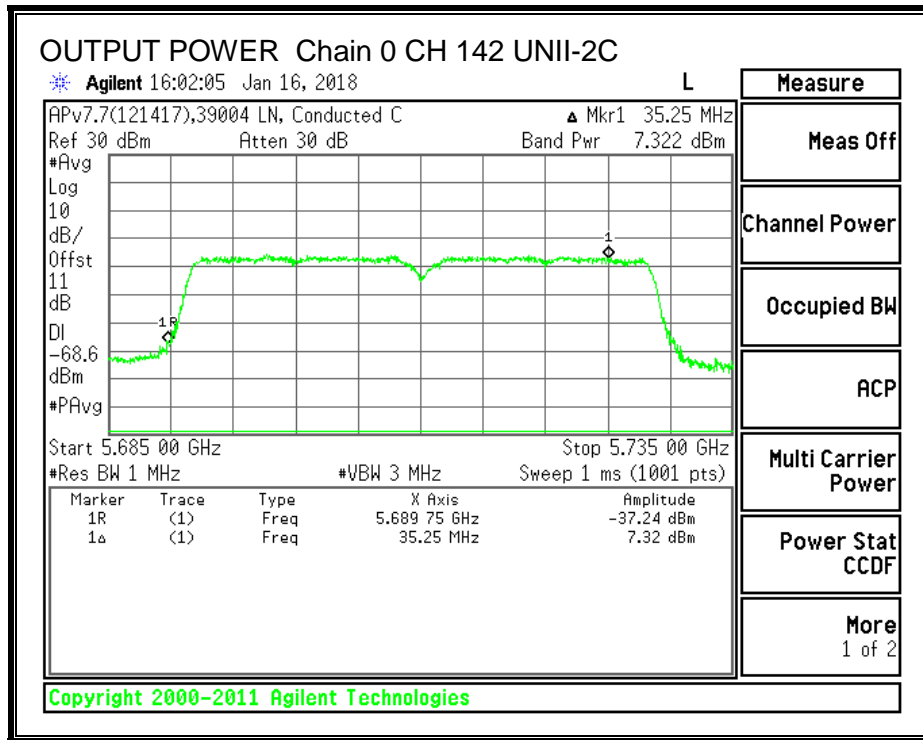 OUTPUT POWER Chain 0 CH 142 UNII-2C
Agilent 16:02:05 Jan 16, 2018 L
APv7.7(121417),39004 LN, Conducted C
Δ Mkr1 35.25 MHz
Ref 30 dBm Atten 30 dB Band Pwr 7.322 dBm
#Avg
Log
10
dB/
Offst
11
dB
DI
-68.6
dBm
#PAvg
1R
1
Start 5.685 00 GHz Stop 5.735 00 GHz
#Res BW 1 MHz #VBW 3 MHz Sweep 1 ms (1001 pts)
Marker Trace Type X Axis Amplitude
1R (1) Freq 5.689 75 GHz -37.24 dBm
1Δ (1) Freq 35.25 MHz 7.32 dBm
Measure
Meas Off
Channel Power
Occupied BW
ACP
Multi Carrier
Power
Power Stat
CCDF
More
1 of 2
Copyright 2000-2011 Agilent Technologies